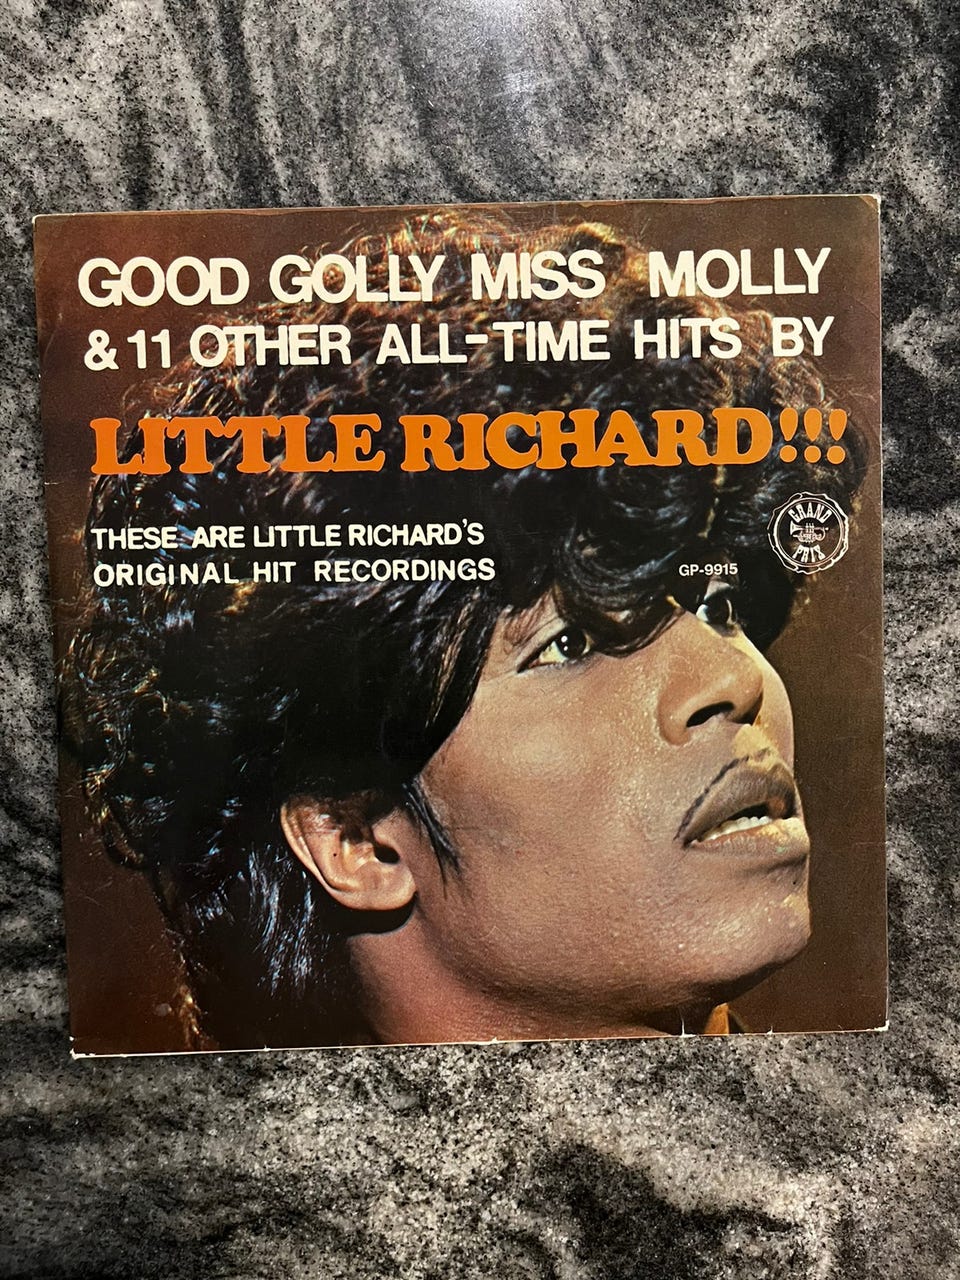 GOOD GOLLY MISS MOLLY
& 11 OTHER ALL-TIME HITS BY
LITTLE RICHARD!!!
THESE ARE LITTLE RICHARD'S
ORIGINAL HIT RECORDINGS
GP-9915
GRAND
PRIX